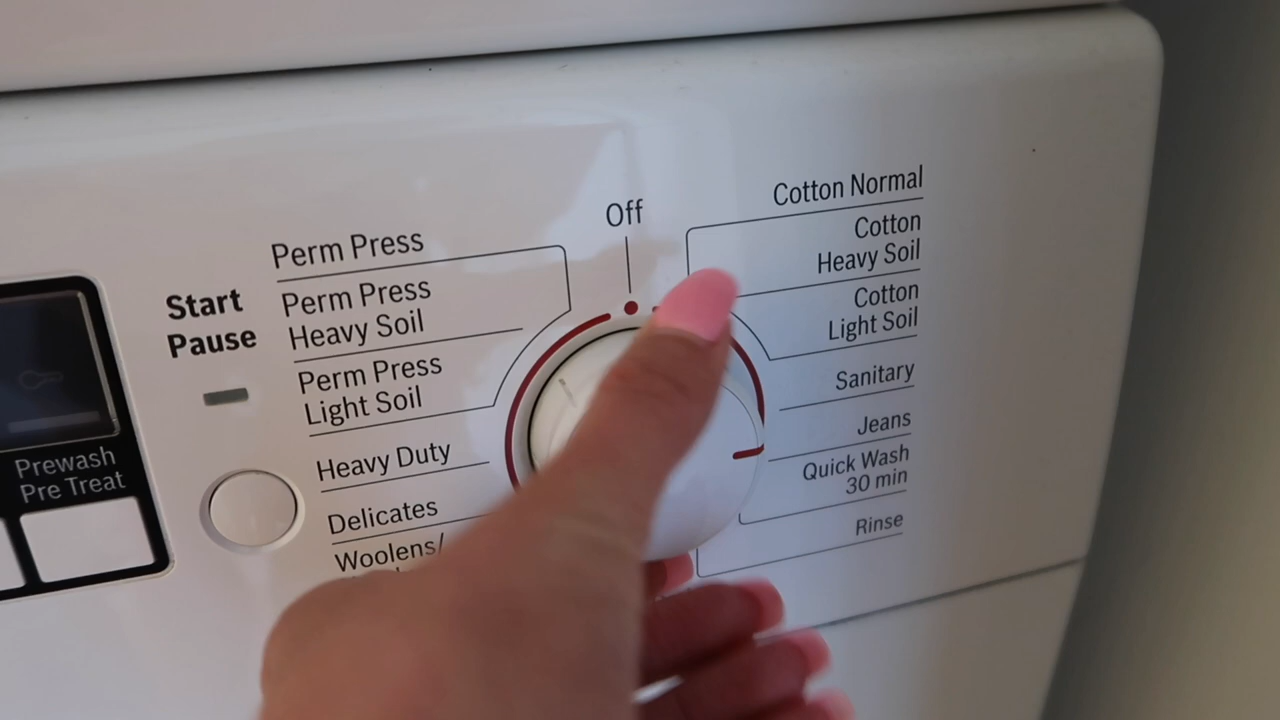 Off
Perm Press
Perm Press
Heavy Soil
Perm Press
Light Soil
Heavy Duty
Delicates
Woolens/
Start
Pause
Prewash
Pre Treat
Cotton Normal
Cotton
Heavy Soil
Cotton
Light Soil
Sanitary
Jeans
Quick Wash
30 min
Rinse